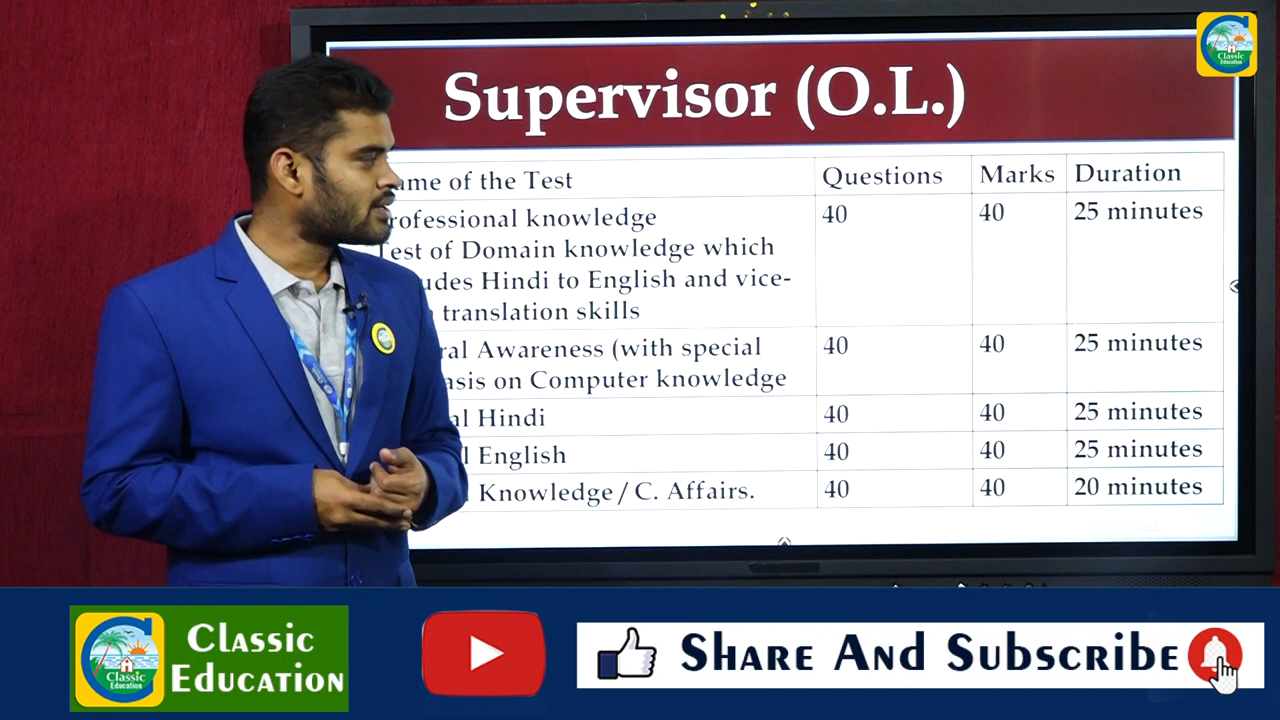 Supervisor (O.L.)
Classic
Education
ame of the Test Questions Marks Duration
rofessional knowledge 40 40 25 minutes
Test of Domain knowledge which
udes Hindi to English and vice-
translation skills
ral Awareness (with special 40 40 25 minutes
asis on Computer knowledge
al Hindi 40 40 25 minutes
l English 40 40 25 minutes
Knowledge / C. Affairs. 40 40 20 minutes
Classic
Education
Classic
Education
Share And Subscribe